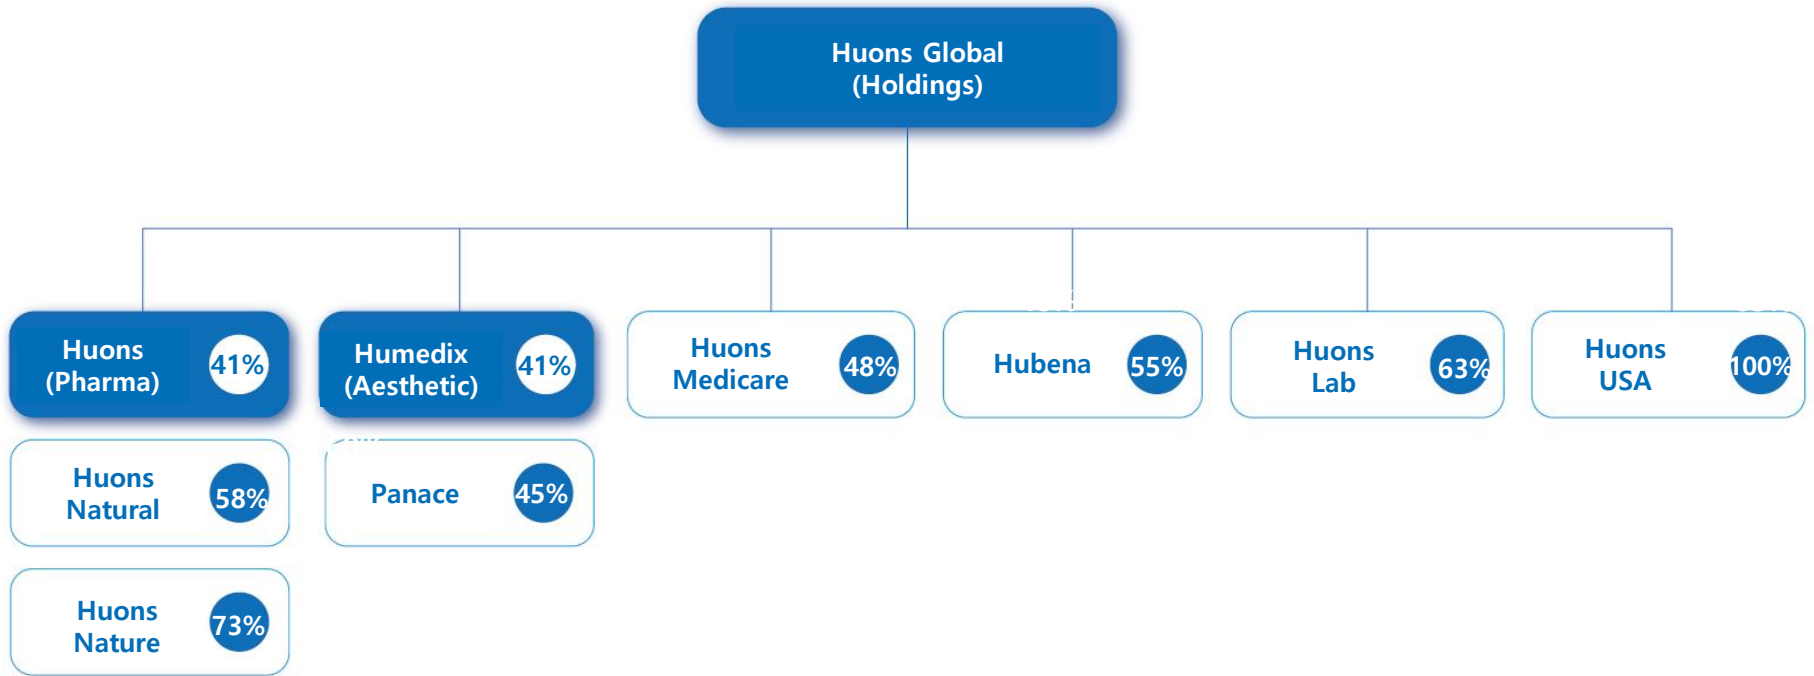 Huons Global
(Holdings)
Huons
(Pharma)
41%
Humedix
(Aesthetic)
41%
Huons
Medicare
48%
Hubena
55%
Huons
Lab
63%
Huons
USA
100%
Huons
Natural
58%
Panace
45%
Huons
Nature
73%